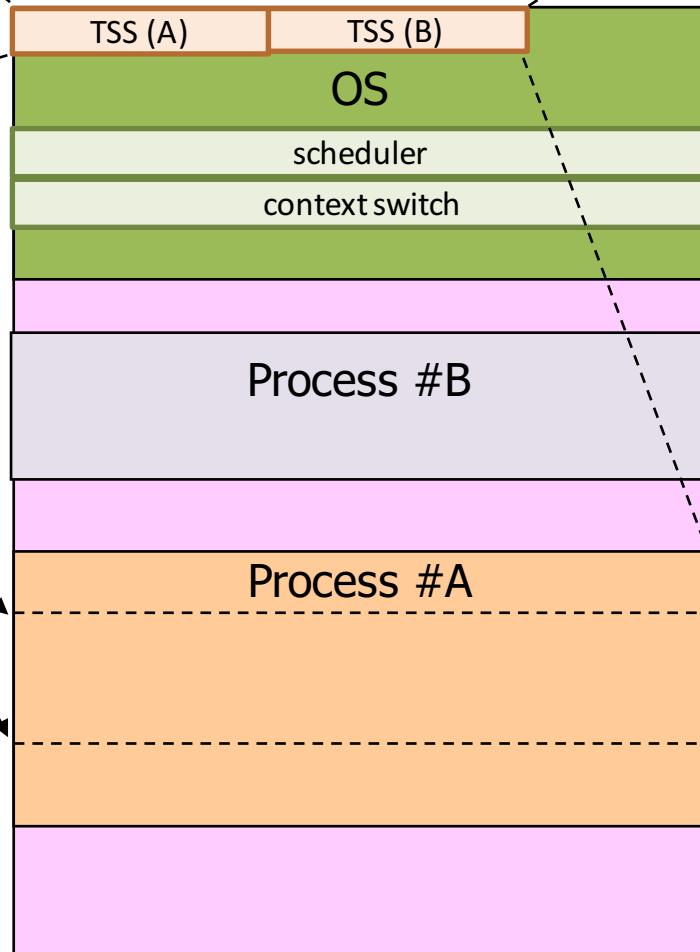 TSS (A) TSS (B)
OS
scheduler
context switch
Process #B
Process #A